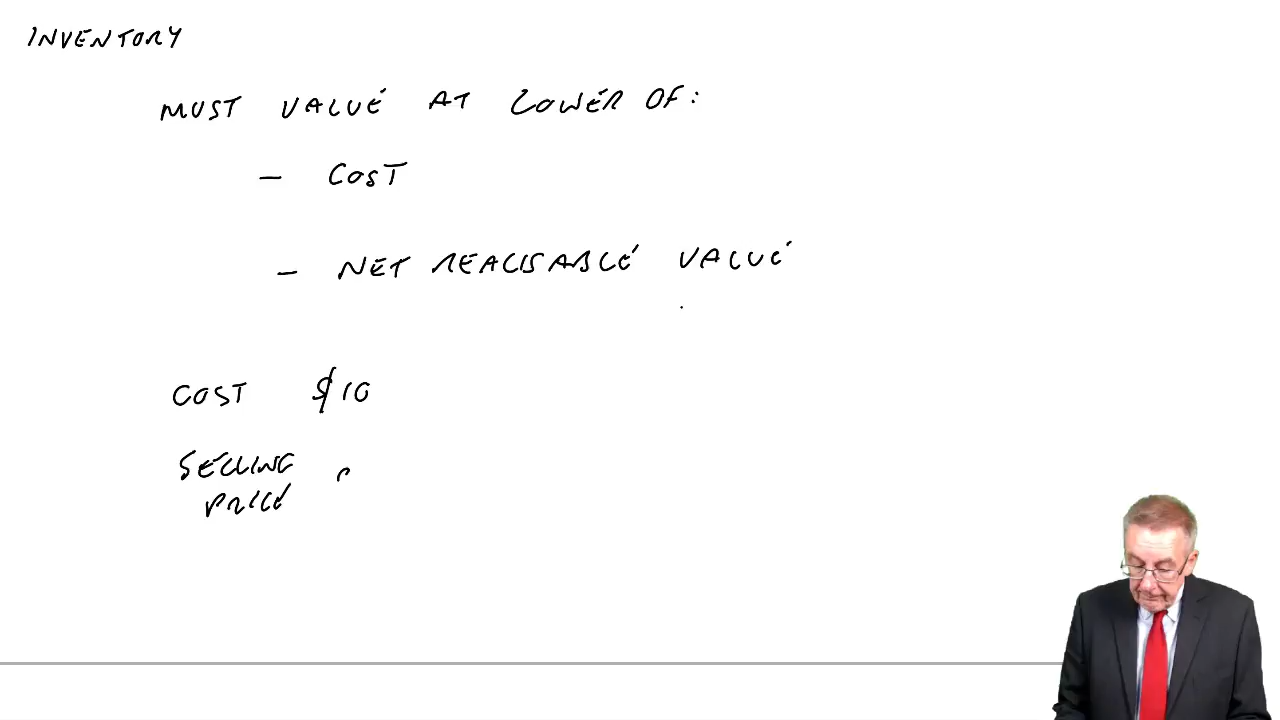 INVENTORY
MUST VALUE AT LOWER OF:
- COST
- NET REALISABLE VALUE
COST $10
SELLING
PRICE